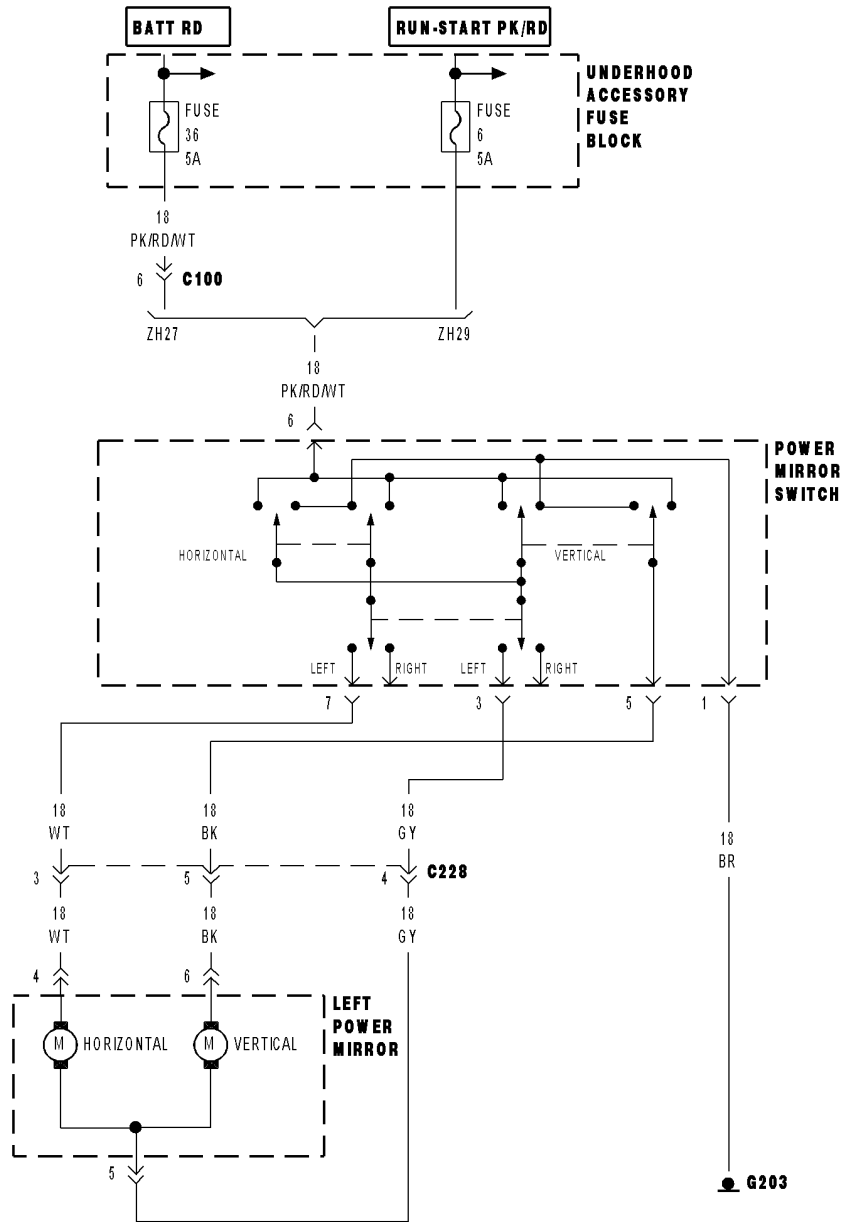 BATT RD
RUN-START PK/RD
UNDERHOOD
ACCESSORY
FUSE
BLOCK
FUSE
36
5A
FUSE
6
5A
18
PK/RD/WT
6
C100
ZH27
ZH29
18
PK/RD/WT
6
POWER
MIRROR
SWITCH
HORIZONTAL
VERTICAL
LEFT
RIGHT
LEFT
RIGHT
7
3
5
1
18
WT
18
BK
18
GY
18
BR
3
5
4
C228
18
WT
18
BK
18
GY
4
6
LEFT
POWER
MIRROR
M
HORIZONTAL
M
VERTICAL
5
G203